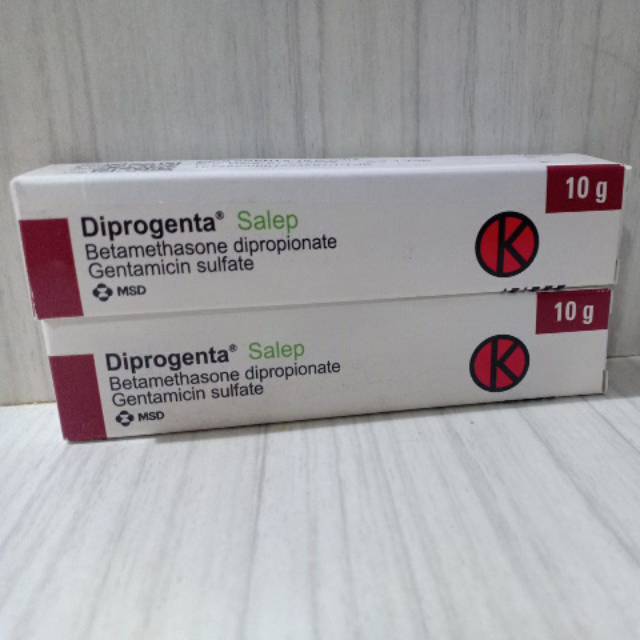 Diprogenta® Salep
Betamethasone dipropionate
Gentamicin sulfate
MSD
K
10 g
Diprogenta® Salep
Betamethasone dipropionate
Gentamicin sulfate
MSD
K
10 g